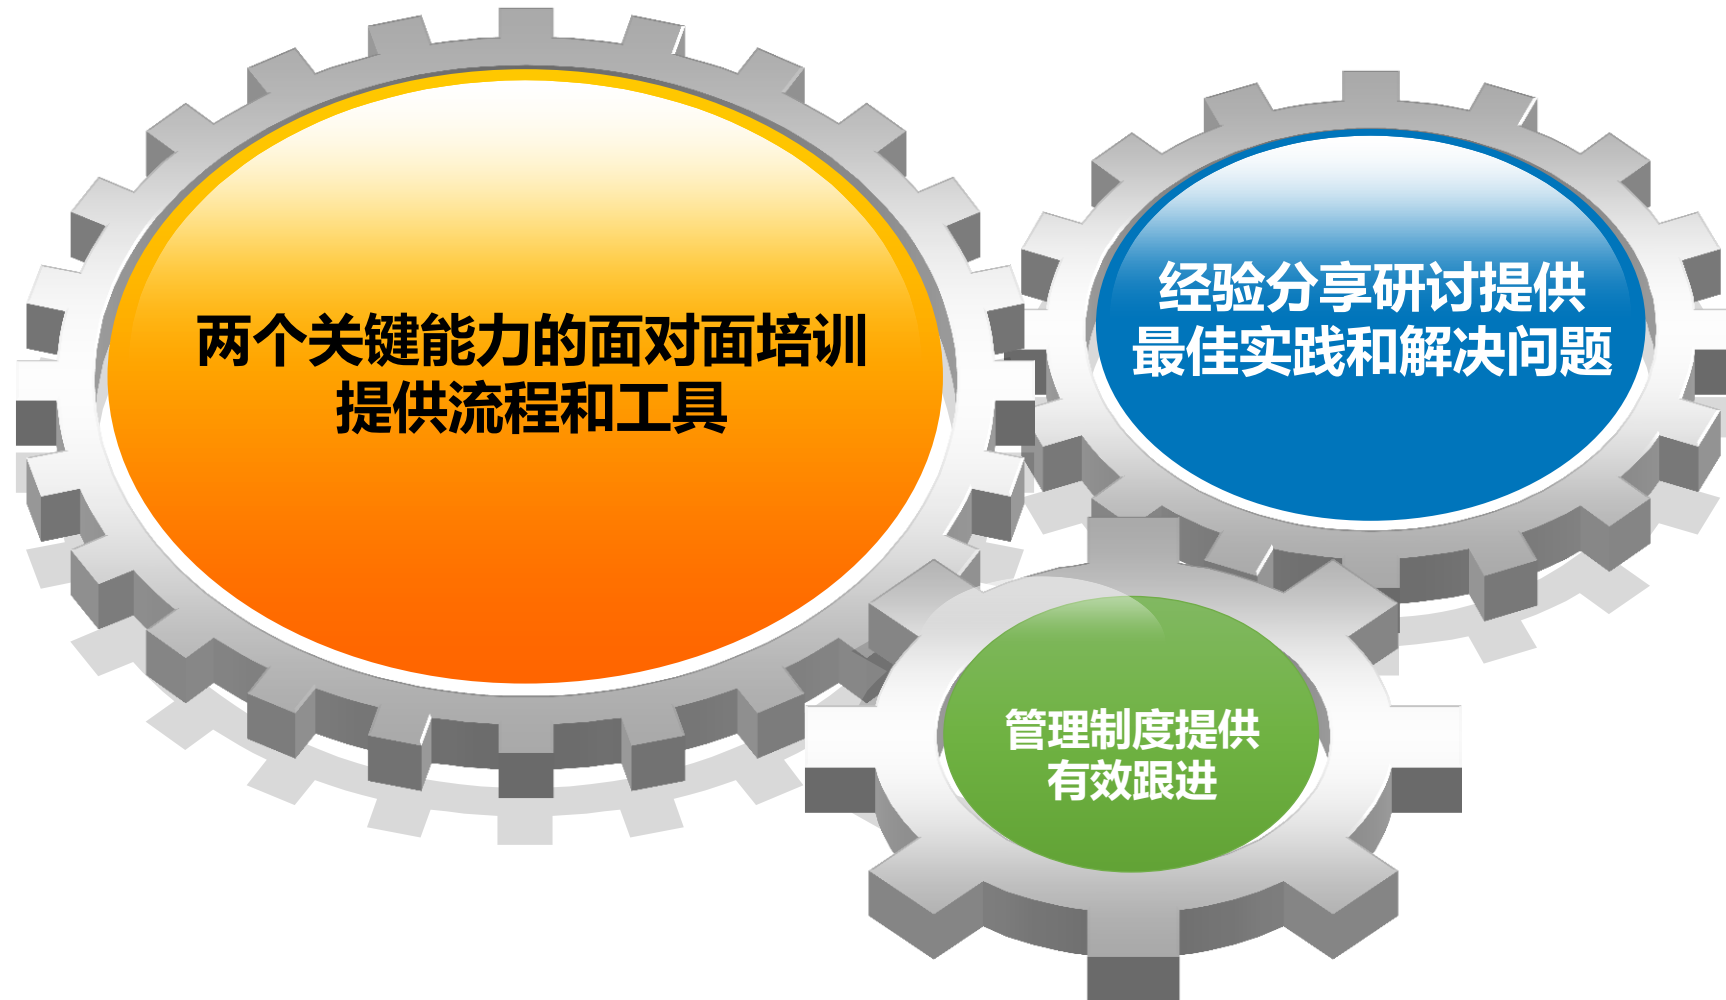 两个关键能力的面对面培训
提供流程和工具
经验分享研讨提供
最佳实践和解决问题
管理制度提供
有效跟进